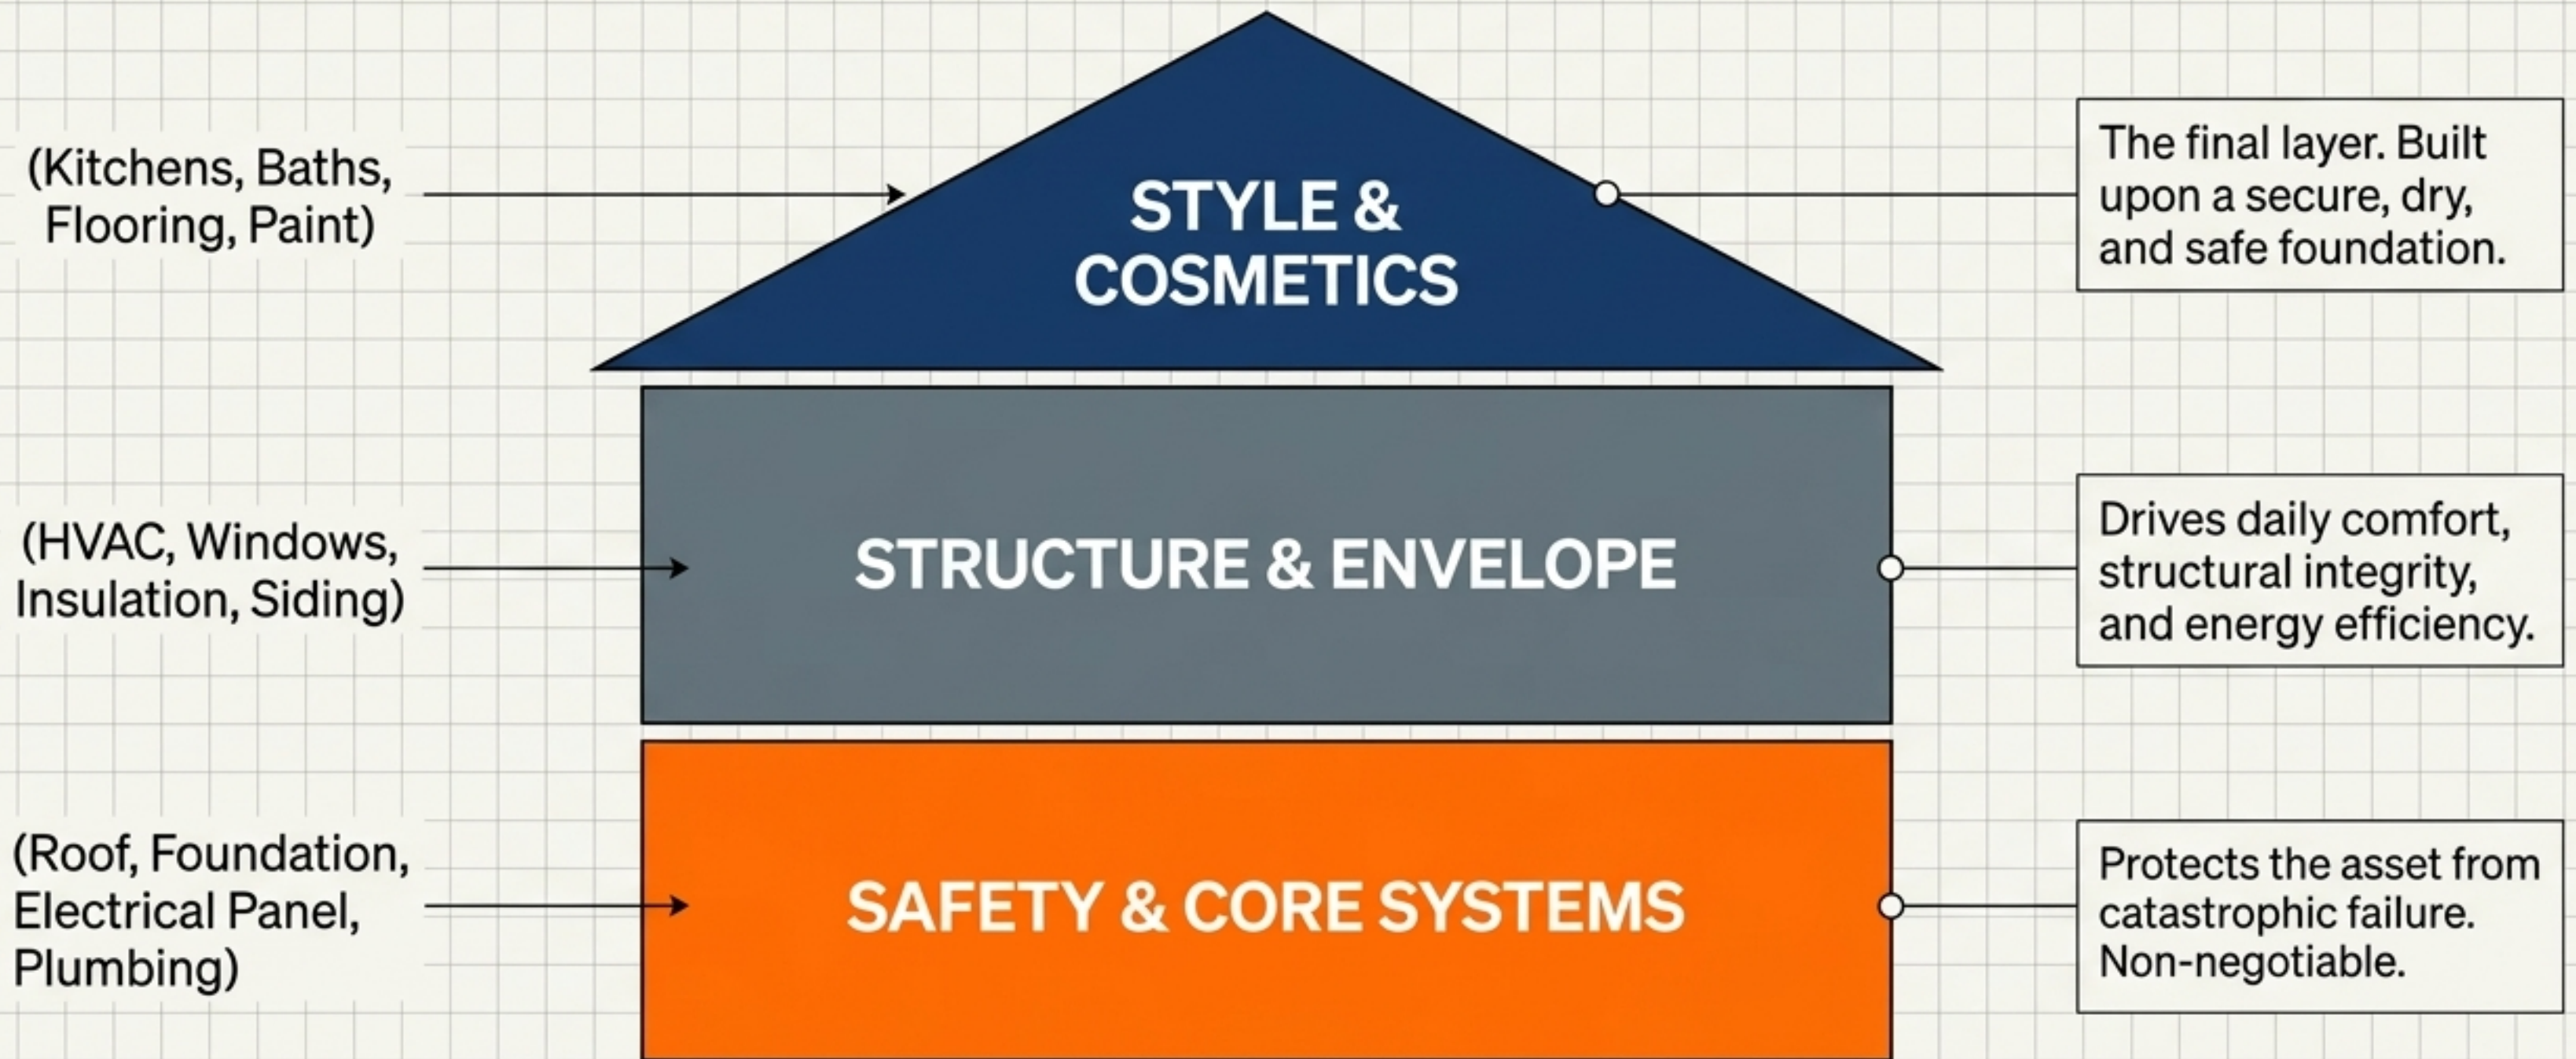 (Kitchens, Baths,
Flooring, Paint)
STYLE &
COSMETICS
The final layer. Built
upon a secure, dry,
and safe foundation.
(HVAC, Windows,
Insulation, Siding)
STRUCTURE & ENVELOPE
Drives daily comfort,
structural integrity,
and energy efficiency.
(Roof, Foundation,
Electrical Panel,
Plumbing)
SAFETY & CORE SYSTEMS
Protects the asset from
catastrophic failure.
Non-negotiable.